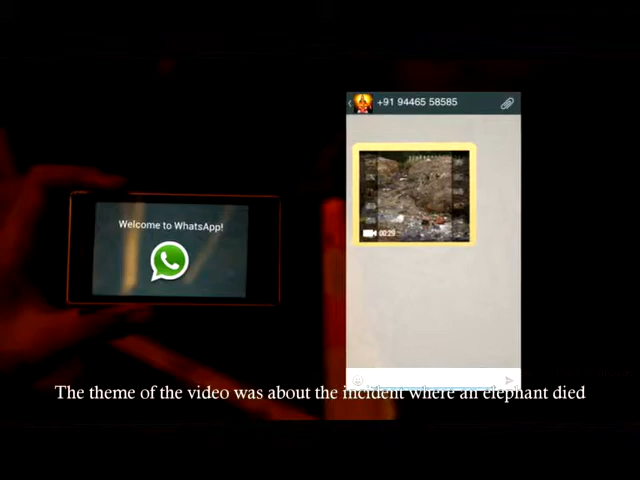 +91 94465 58585
Welcome to WhatsApp!
00:29
The theme of the video was about the incident where an elephant died